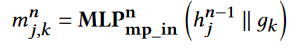 m^n_{j,k} = MLP^n_{mp_in} ( h^{n-1}_j ∥ g_k )